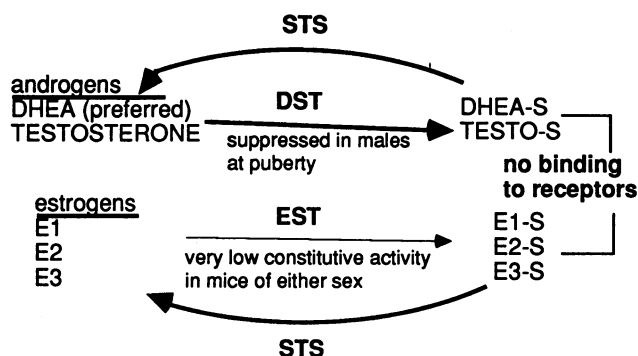 STS
androgens
DHEA (preferred)
TESTOSTERONE
DST
suppressed in males
at puberty
DHEA-S
TESTO-S
no binding
to receptors
estrogens
E1
E2
E3
EST
very low constitutive activity
in mice of either sex
E1-S
E2-S
E3-S
STS